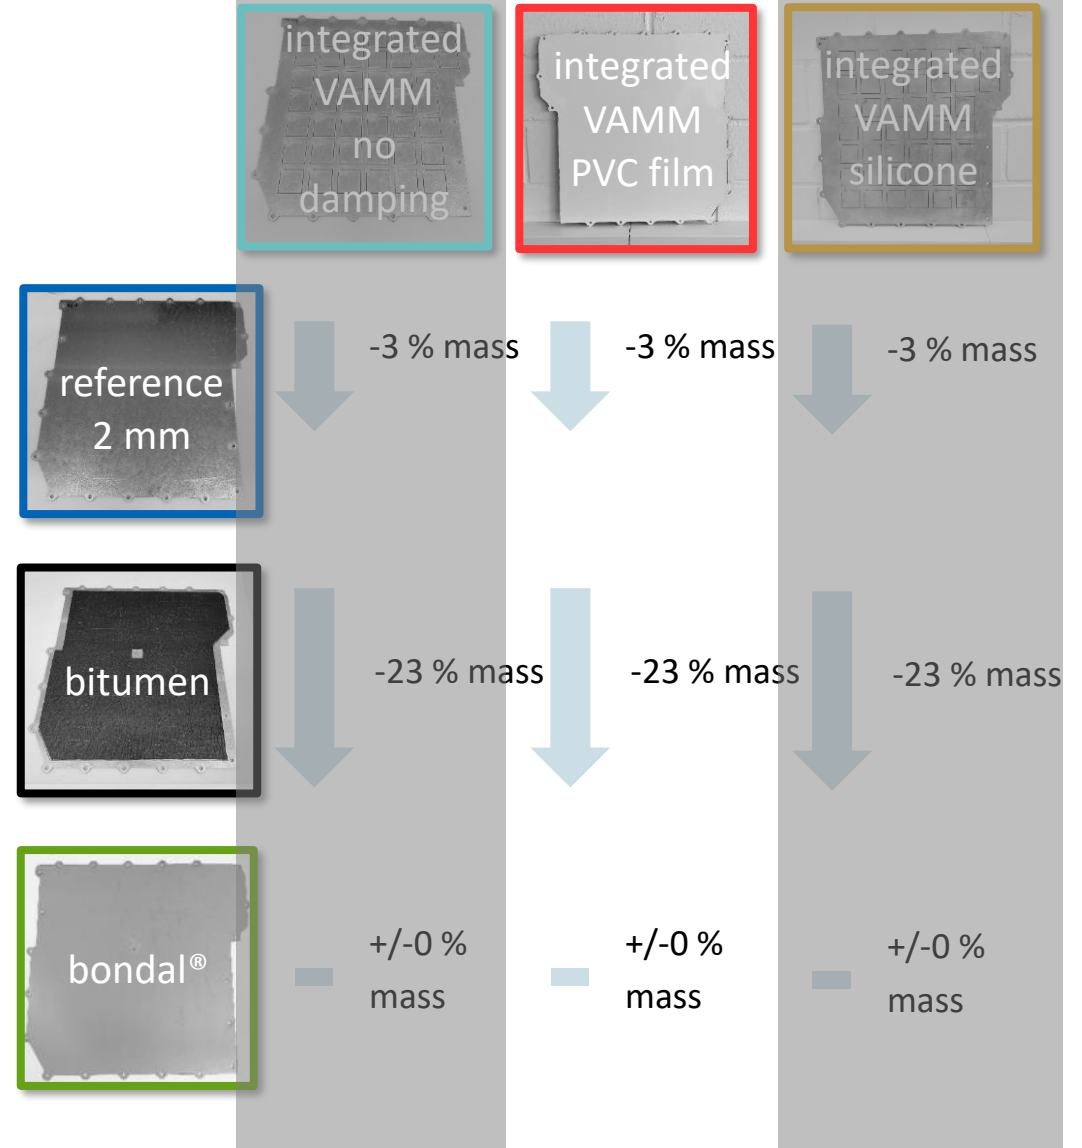 integrated
VAMM
no
damping
integrated
VAMM
PVC film
integrated
VAMM
silicone
reference
2 mm
-3 % mass
-3 % mass
-3 % mass
bitumen
-23 % mass
-23 % mass
-23 % mass
bondal®
+/-0 %
mass
+/-0 %
mass
+/-0 %
mass